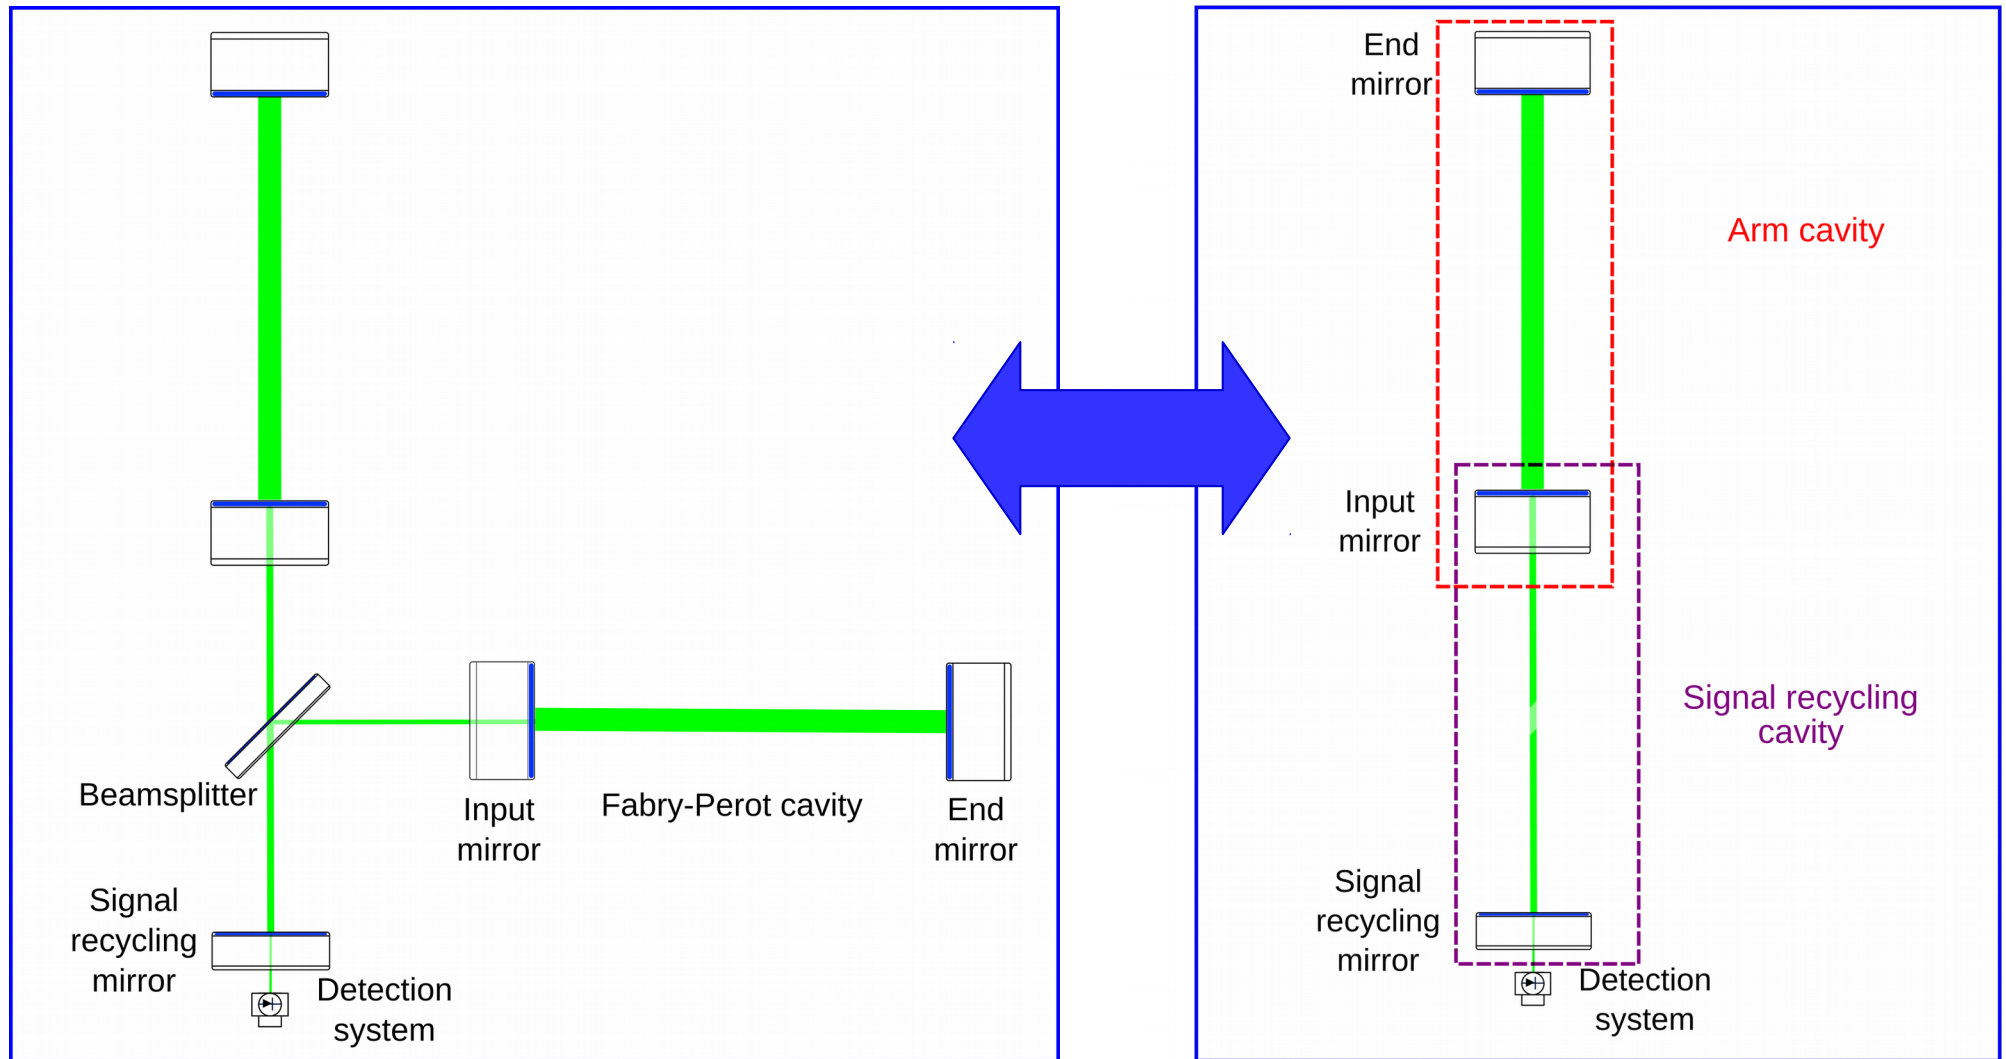 Beamsplitter
Input
mirror
Fabry-Perot cavity
End
mirror
Signal
recycling
mirror
Detection
system
End
mirror
Arm cavity
Input
mirror
Signal recycling
cavity
Signal
recycling
mirror
Detection
system